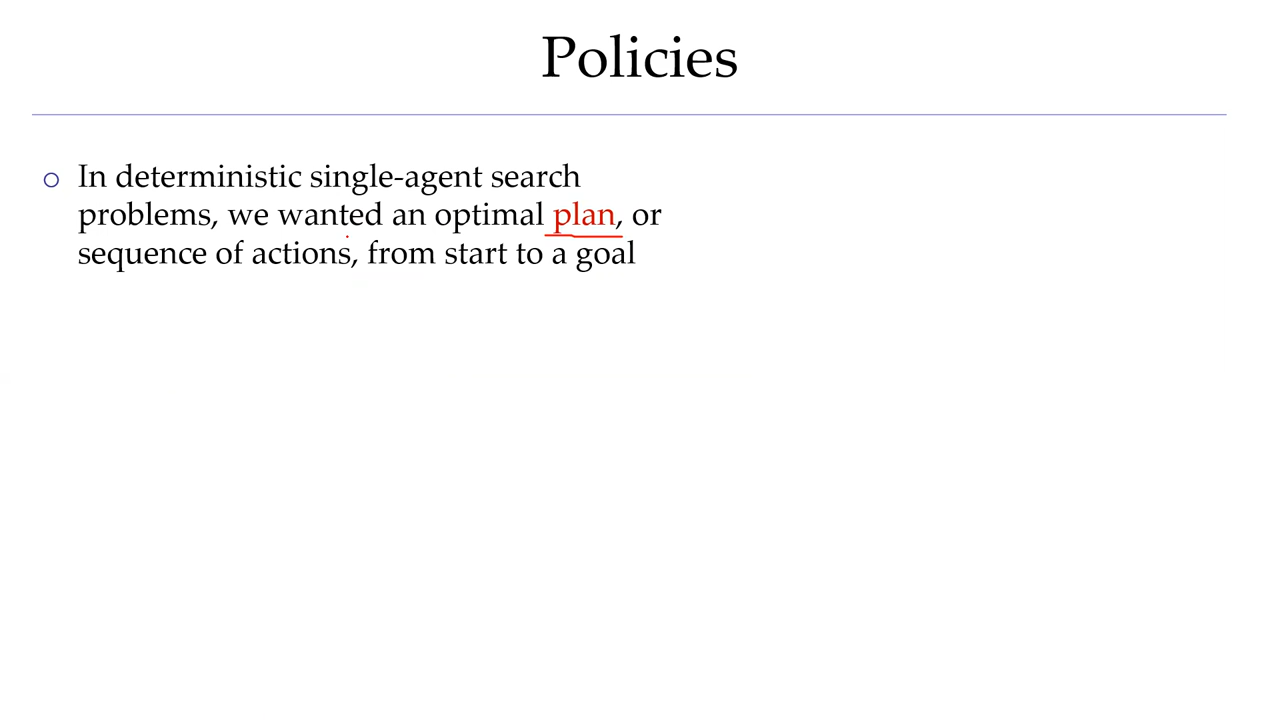 Policies
In deterministic single-agent search
problems, we wanted an optimal plan, or
sequence of actions, from start to a goal